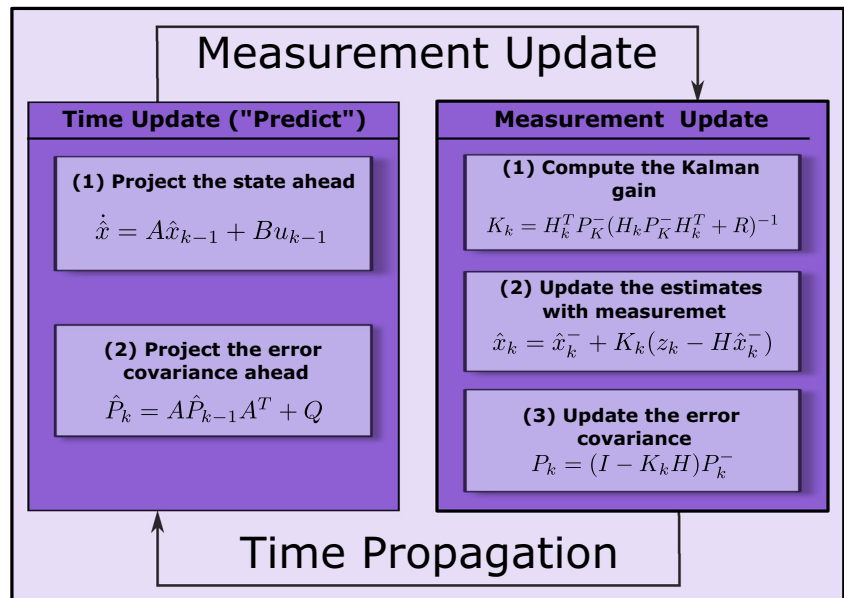 Measurement Update
Time Update ("Predict")
(1) Project the state ahead
$\dot{\hat{x}} = A\hat{x}_{k-1} + Bu_{k-1}$
(2) Project the error
covariance ahead
$\hat{P}_k = A\hat{P}_{k-1}A^T + Q$
Measurement Update
(1) Compute the Kalman
gain
$K_k = H_k^T P_K^- (H_k P_K^- H_k^T + R)^{-1}$
(2) Update the estimates
with measuremet
$\hat{x}_k = \hat{x}_k^- + K_k(z_k - H\hat{x}_k^-)$
(3) Update the error
covariance
$P_k = (I - K_k H)P_k^-$
Time Propagation